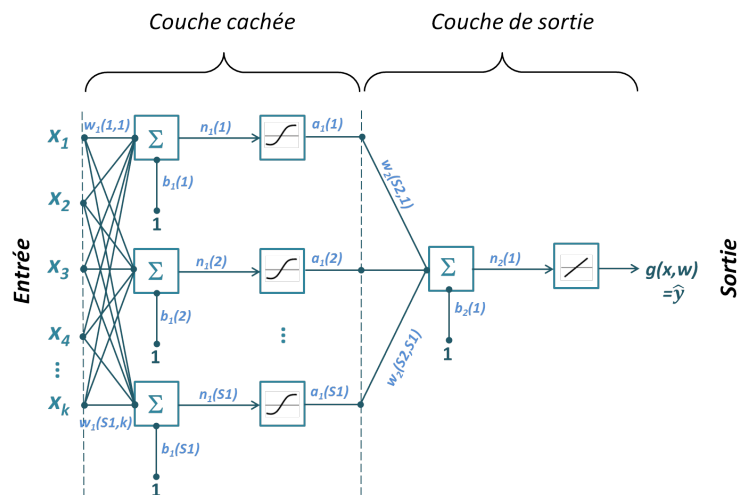 Couche cachée
Couche de sortie
Entrée
x₁
x₂
x₃
x₄
⋮
xₖ
w₁(1,1)
w₁(S1,k)
Σ
n₁(1)
a₁(1)
b₁(1)
1
Σ
n₁(2)
a₁(2)
b₁(2)
1
⋮
Σ
n₁(S1)
a₁(S1)
b₁(S1)
1
w₂(S2,1)
w₂(S2,S1)
Σ
n₂(1)
b₂(1)
1
g(x,w)
=ŷ
Sortie